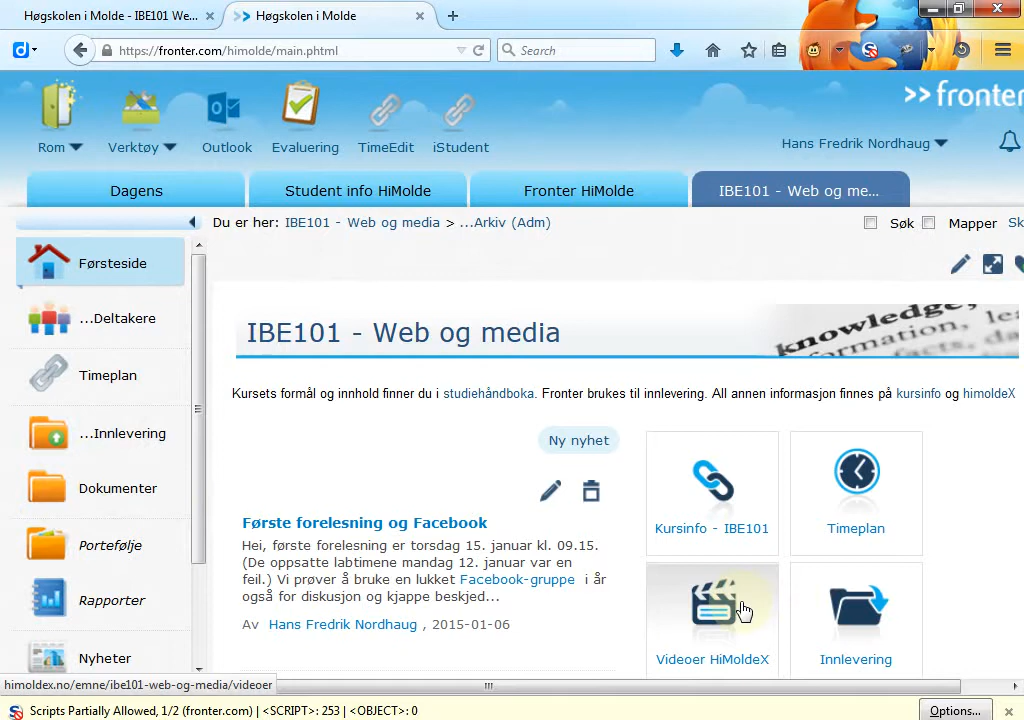 Høgskolen i Molde - IBE101 We...
Høgskolen i Molde
https://fronter.com/himolde/main.phtml
Search
Rom
Verktøy
Outlook
Evaluering
TimeEdit
iStudent
>> fronter
Hans Fredrik Nordhaug
Dagens
Student info HiMolde
Fronter HiMolde
IBE101 - Web og me...
Du er her: IBE101 - Web og media > ...Arkiv (Adm)
Søk
Mapper
Sk
Førsteside
...Deltakere
Timeplan
...Innlevering
Dokumenter
Portefølje
Rapporter
Nyheter
IBE101 - Web og media
knowledge,
formation, lea
facts, da
Kursets formål og innhold finner du i studiehåndboka. Fronter brukes til innlevering. All annen informasjon finnes på kursinfo og himoldeX
Ny nyhet
Første forelesning og Facebook
Hei, første forelesning er torsdag 15. januar kl. 09.15.
(De oppsatte labtimene mandag 12. januar var en
feil.) Vi prøver å bruke en lukket Facebook-gruppe i år
også for diskusjon og kjappe beskjed...
Av Hans Fredrik Nordhaug , 2015-01-06
Kursinfo - IBE101
Timeplan
Videoer HiMoldeX
Innlevering
himoldex.no/emne/ibe101-web-og-media/videoer
Scripts Partially Allowed, 1/2 (fronter.com) | <SCRIPT>: 253 | <OBJECT>: 0
Options...